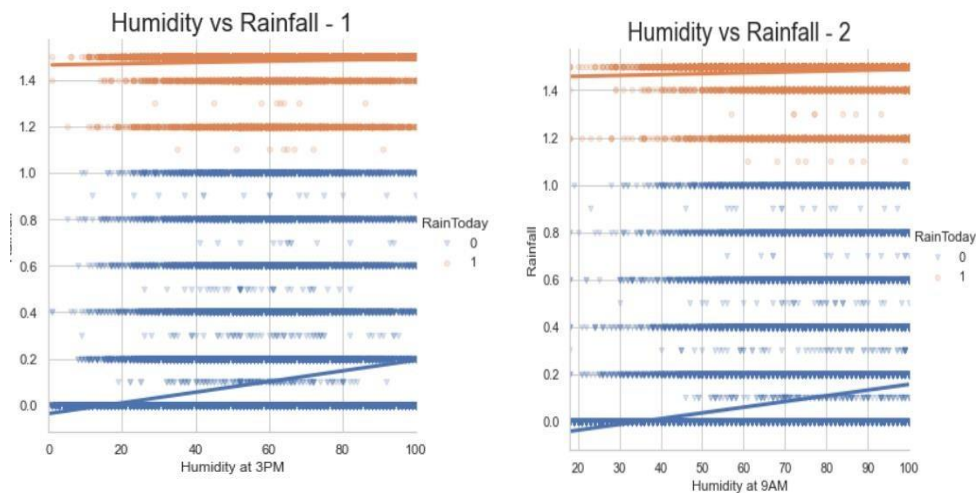 Humidity vs Rainfall - 1
1.4
1.2
1.0
0.8
0.6
0.4
0.2
0.0
0 20 40 60 80 100
Humidity at 3PM
RainToday
0
1
Humidity vs Rainfall - 2
Rainfall
1.4
1.2
1.0
0.8
0.6
0.4
0.2
0.0
20 30 40 50 60 70 80 90 100
Humidity at 9AM
RainToday
0
1